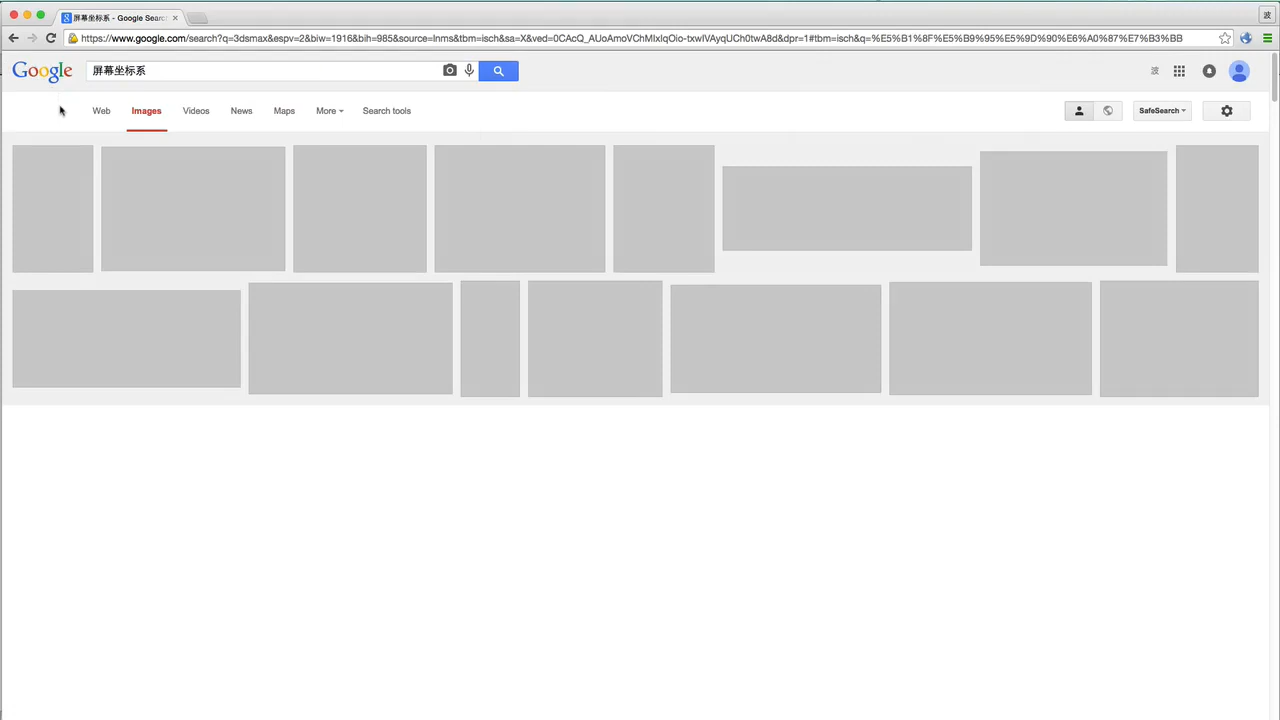 屏幕坐标系 - Google Searc
波
https://www.google.com/search?q=3dsmax&espv=2&biw=1916&bih=985&source=lnms&tbm=isch&sa=X&ved=0CAcQ_AUoAmoVChMIxIqOio-txwIVAyqUCh0twA8d&dpr=1#tbm=isch&q=%E5%B1%8F%E5%B9%95%E5%9D%90%E6%A0%87%E7%B3%BB
Google
屏幕坐标系
波
Web
Images
Videos
News
Maps
More
Search tools
SafeSearch